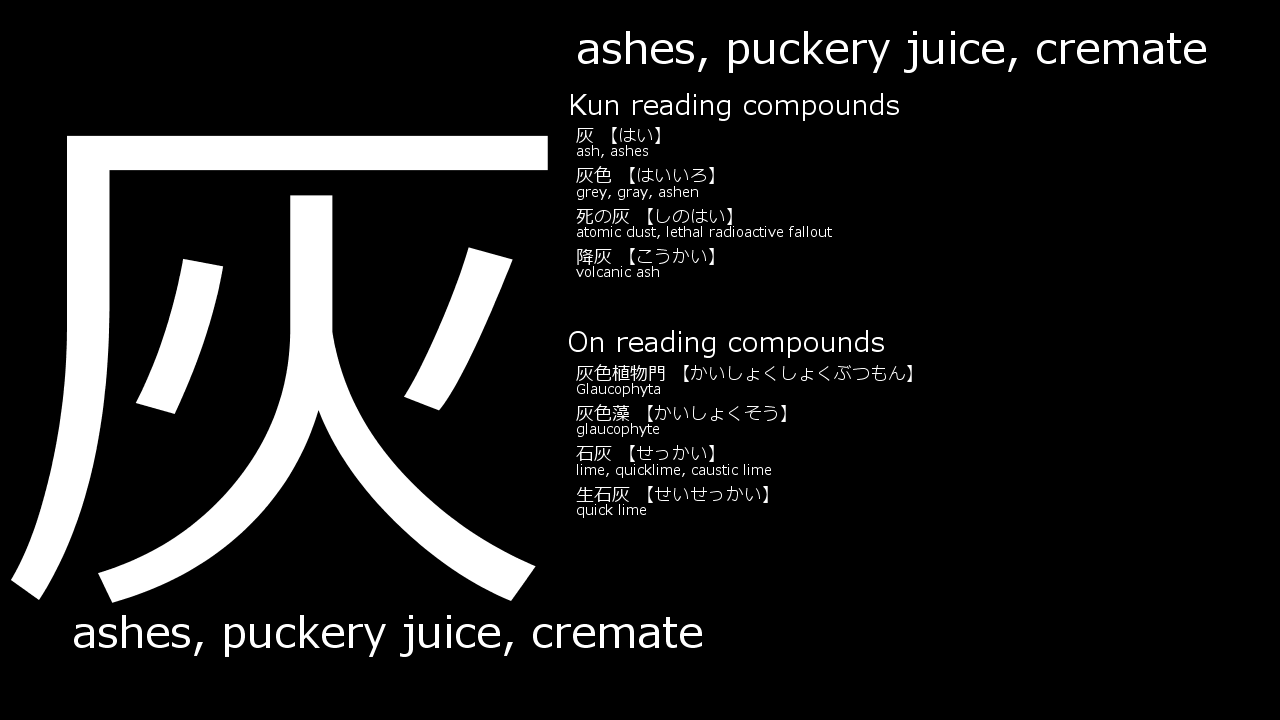 灰
ashes, puckery juice, cremate
ashes, puckery juice, cremate
Kun reading compounds
灰 【はい】
ash, ashes
灰色 【はいいろ】
grey, gray, ashen
死の灰 【しのはい】
atomic dust, lethal radioactive fallout
降灰 【こうかい】
volcanic ash
On reading compounds
灰色植物門 【かいしょくしょくぶつもん】
Glaucophyta
灰色藻 【かいしょくそう】
glaucophyte
石灰 【せっかい】
lime, quicklime, caustic lime
生石灰 【せいせっかい】
quick lime